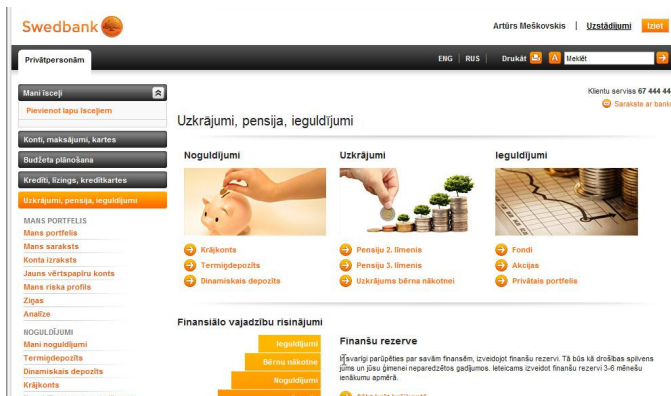 Swedbank
Artūrs Meškovskis | Uzstādījumi Iziet
Privātpersonām
ENG | RUS Drukāt A Meklēt
Mani īsceļi
Pievienot lapu īsceļiem
Klientu serviss 67 444 44
Sarakste ar bank
Uzkrājumi, pensija, ieguldījumi
Konti, maksājumi, kartes
Budžeta plānošana
Kredīti, līzings, kredītkartes
Uzkrājumi, pensija, ieguldījumi
Noguldījumi
Krājkonts
Termiņdepozīts
Dinamiskais depozīts
Uzkrājumi
Pensiju 2. līmenis
Pensiju 3. līmenis
Uzkrājums bērna nākotnei
Ieguldījumi
Fondi
Akcijas
Privātais portfelis
MANS PORTFELIS
Mans portfelis
Mans saraksts
Konta izraksts
Jauns vērtspapīru konts
Mans riska profils
Ziņas
Analīze
NOGULDĪJUMI
Mani noguldījumi
Termiņdepozīts
Dinamiskais depozīts
Krājkonts
Finansiālo vajadzību risinājumi
Ieguldījumi
Bērnu nākotne
Noguldījumi
Finanšu rezerve
Ir svarīgi parūpēties par savām finansēm, izveidojot finanšu rezervi. Tā būs kā drošības spilvens
jums un jūsu ģimenei neparedzētos gadījumos. Ieteicams izveidot finanšu rezervi 3-6 mēnešu
ienākumu apmērā.